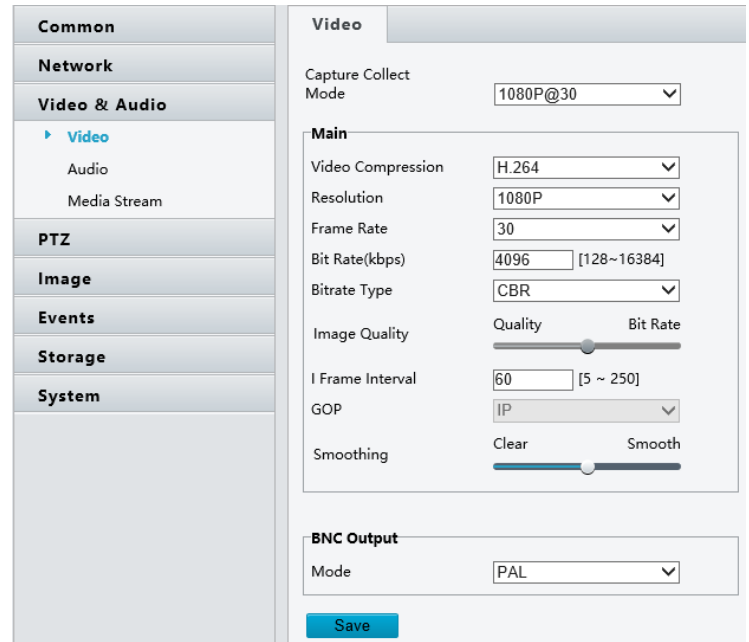 Common
Network
Video & Audio
Video
Audio
Media Stream
PTZ
Image
Events
Storage
System
Video
Capture Collect
Mode
1080P@30
Main
Video Compression
H.264
Resolution
1080P
Frame Rate
30
Bit Rate(kbps)
4096 [128~16384]
Bitrate Type
CBR
Image Quality
Quality Bit Rate
I Frame Interval
60 [5 ~ 250]
GOP
IP
Smoothing
Clear Smooth
BNC Output
Mode
PAL
Save